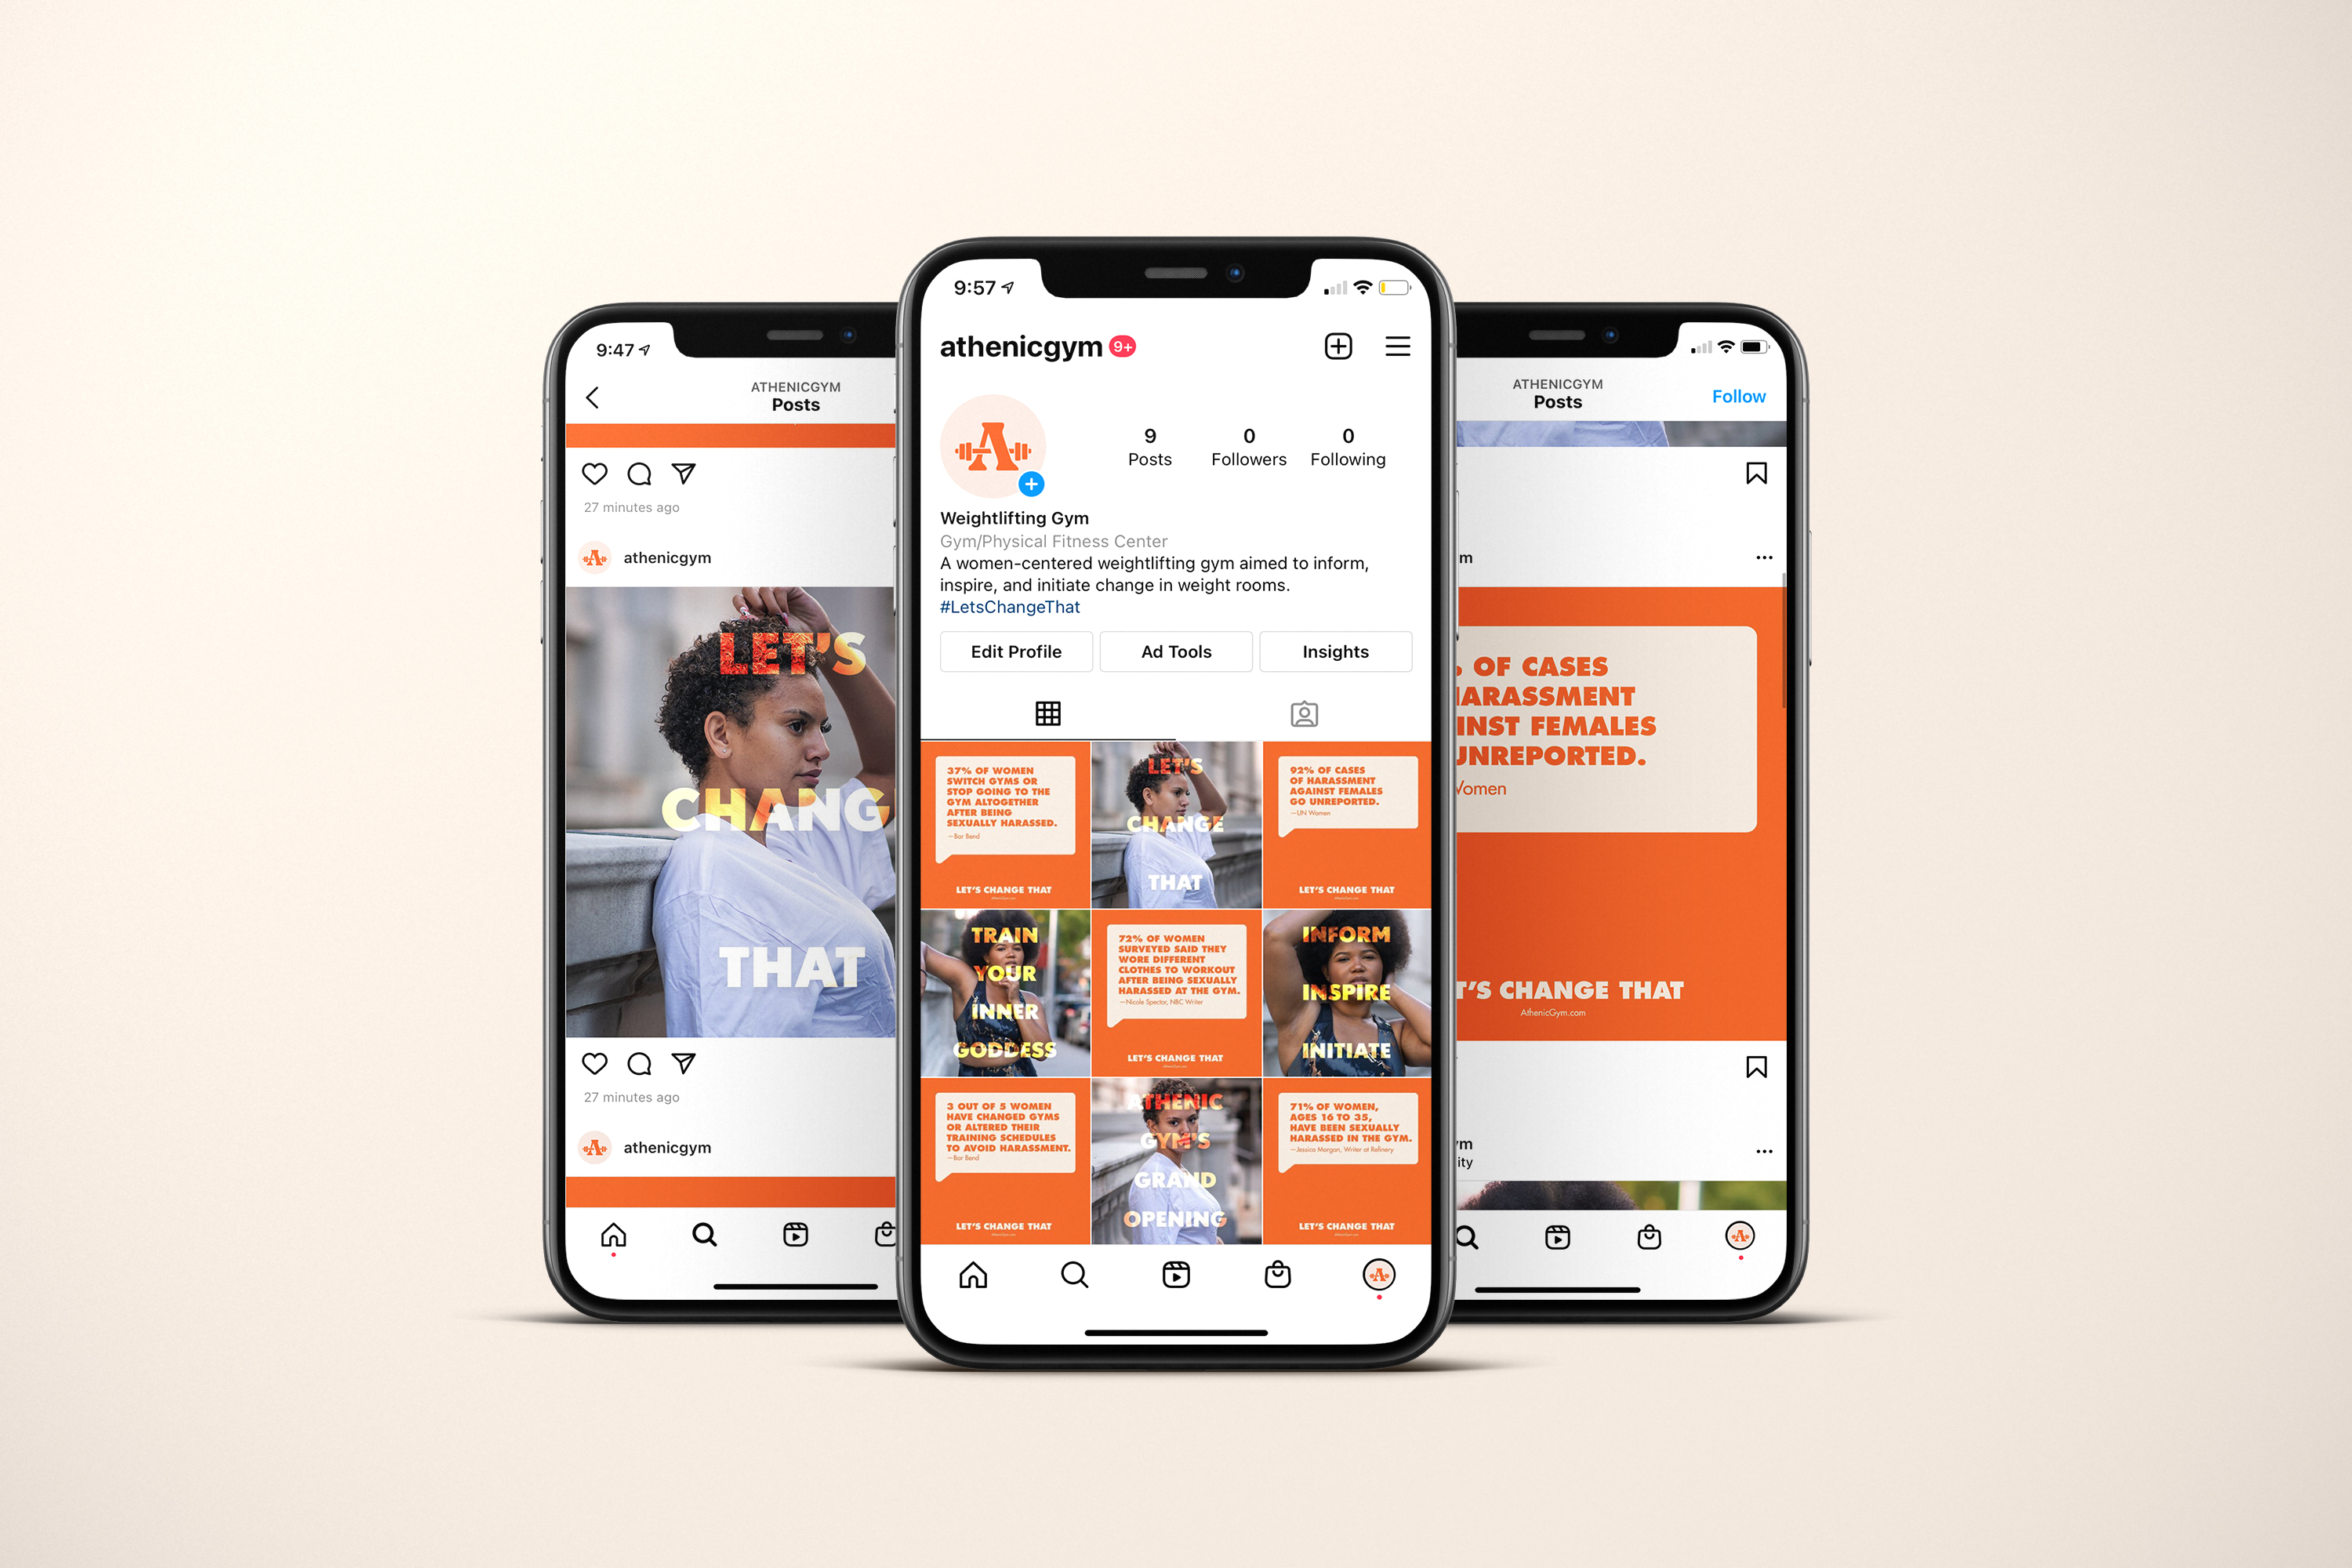 9:47
ATHENICGYM
Posts
27 minutes ago
athenicgym
LET'S
CHANG
THAT
27 minutes ago
athenicgym
9:57
athenicgym 9+
A
9 0 0
Posts Followers Following
Weightlifting Gym
Gym/Physical Fitness Center
A women-centered weightlifting gym aimed to inform,
inspire, and initiate change in weight rooms.
#LetsChangeThat
Edit Profile Ad Tools Insights
37% OF WOMEN
SWITCH GYMS OR
STOP GOING TO THE
GYM ALTOGETHER
AFTER BEING
SEXUALLY HARASSED.
—Bar Bend
LET'S CHANGE THAT
LET'S
CHANGE
THAT
92% OF CASES
OF HARASSMENT
AGAINST FEMALES
GO UNREPORTED.
—UN Women
LET'S CHANGE THAT
TRAIN
YOUR
INNER
GODDESS
72% OF WOMEN
SURVEYED SAID THEY
WORE DIFFERENT
CLOTHES TO WORKOUT
AFTER BEING SEXUALLY
HARASSED AT THE GYM.
—Nicole Spector, NBC Writer
LET'S CHANGE THAT
INFORM
INSPIRE
INITIATE
3 OUT OF 5 WOMEN
HAVE CHANGED GYMS
OR ALTERED THEIR
TRAINING SCHEDULES
TO AVOID HARASSMENT.
—Bar Bend
LET'S CHANGE THAT
ATHENIC
GYM'S
GRAND
OPENING
71% OF WOMEN,
AGES 16 TO 35,
HAVE BEEN SEXUALLY
HARASSED IN THE GYM.
—Jessica Morgan, Writer at Refinery
LET'S CHANGE THAT
ATHENICGYM
Posts
Follow
m
OF CASES
ARASSMENT
INST FEMALES
UNREPORTED.
omen
T'S CHANGE THAT
AthenicGym.com
ym
ity